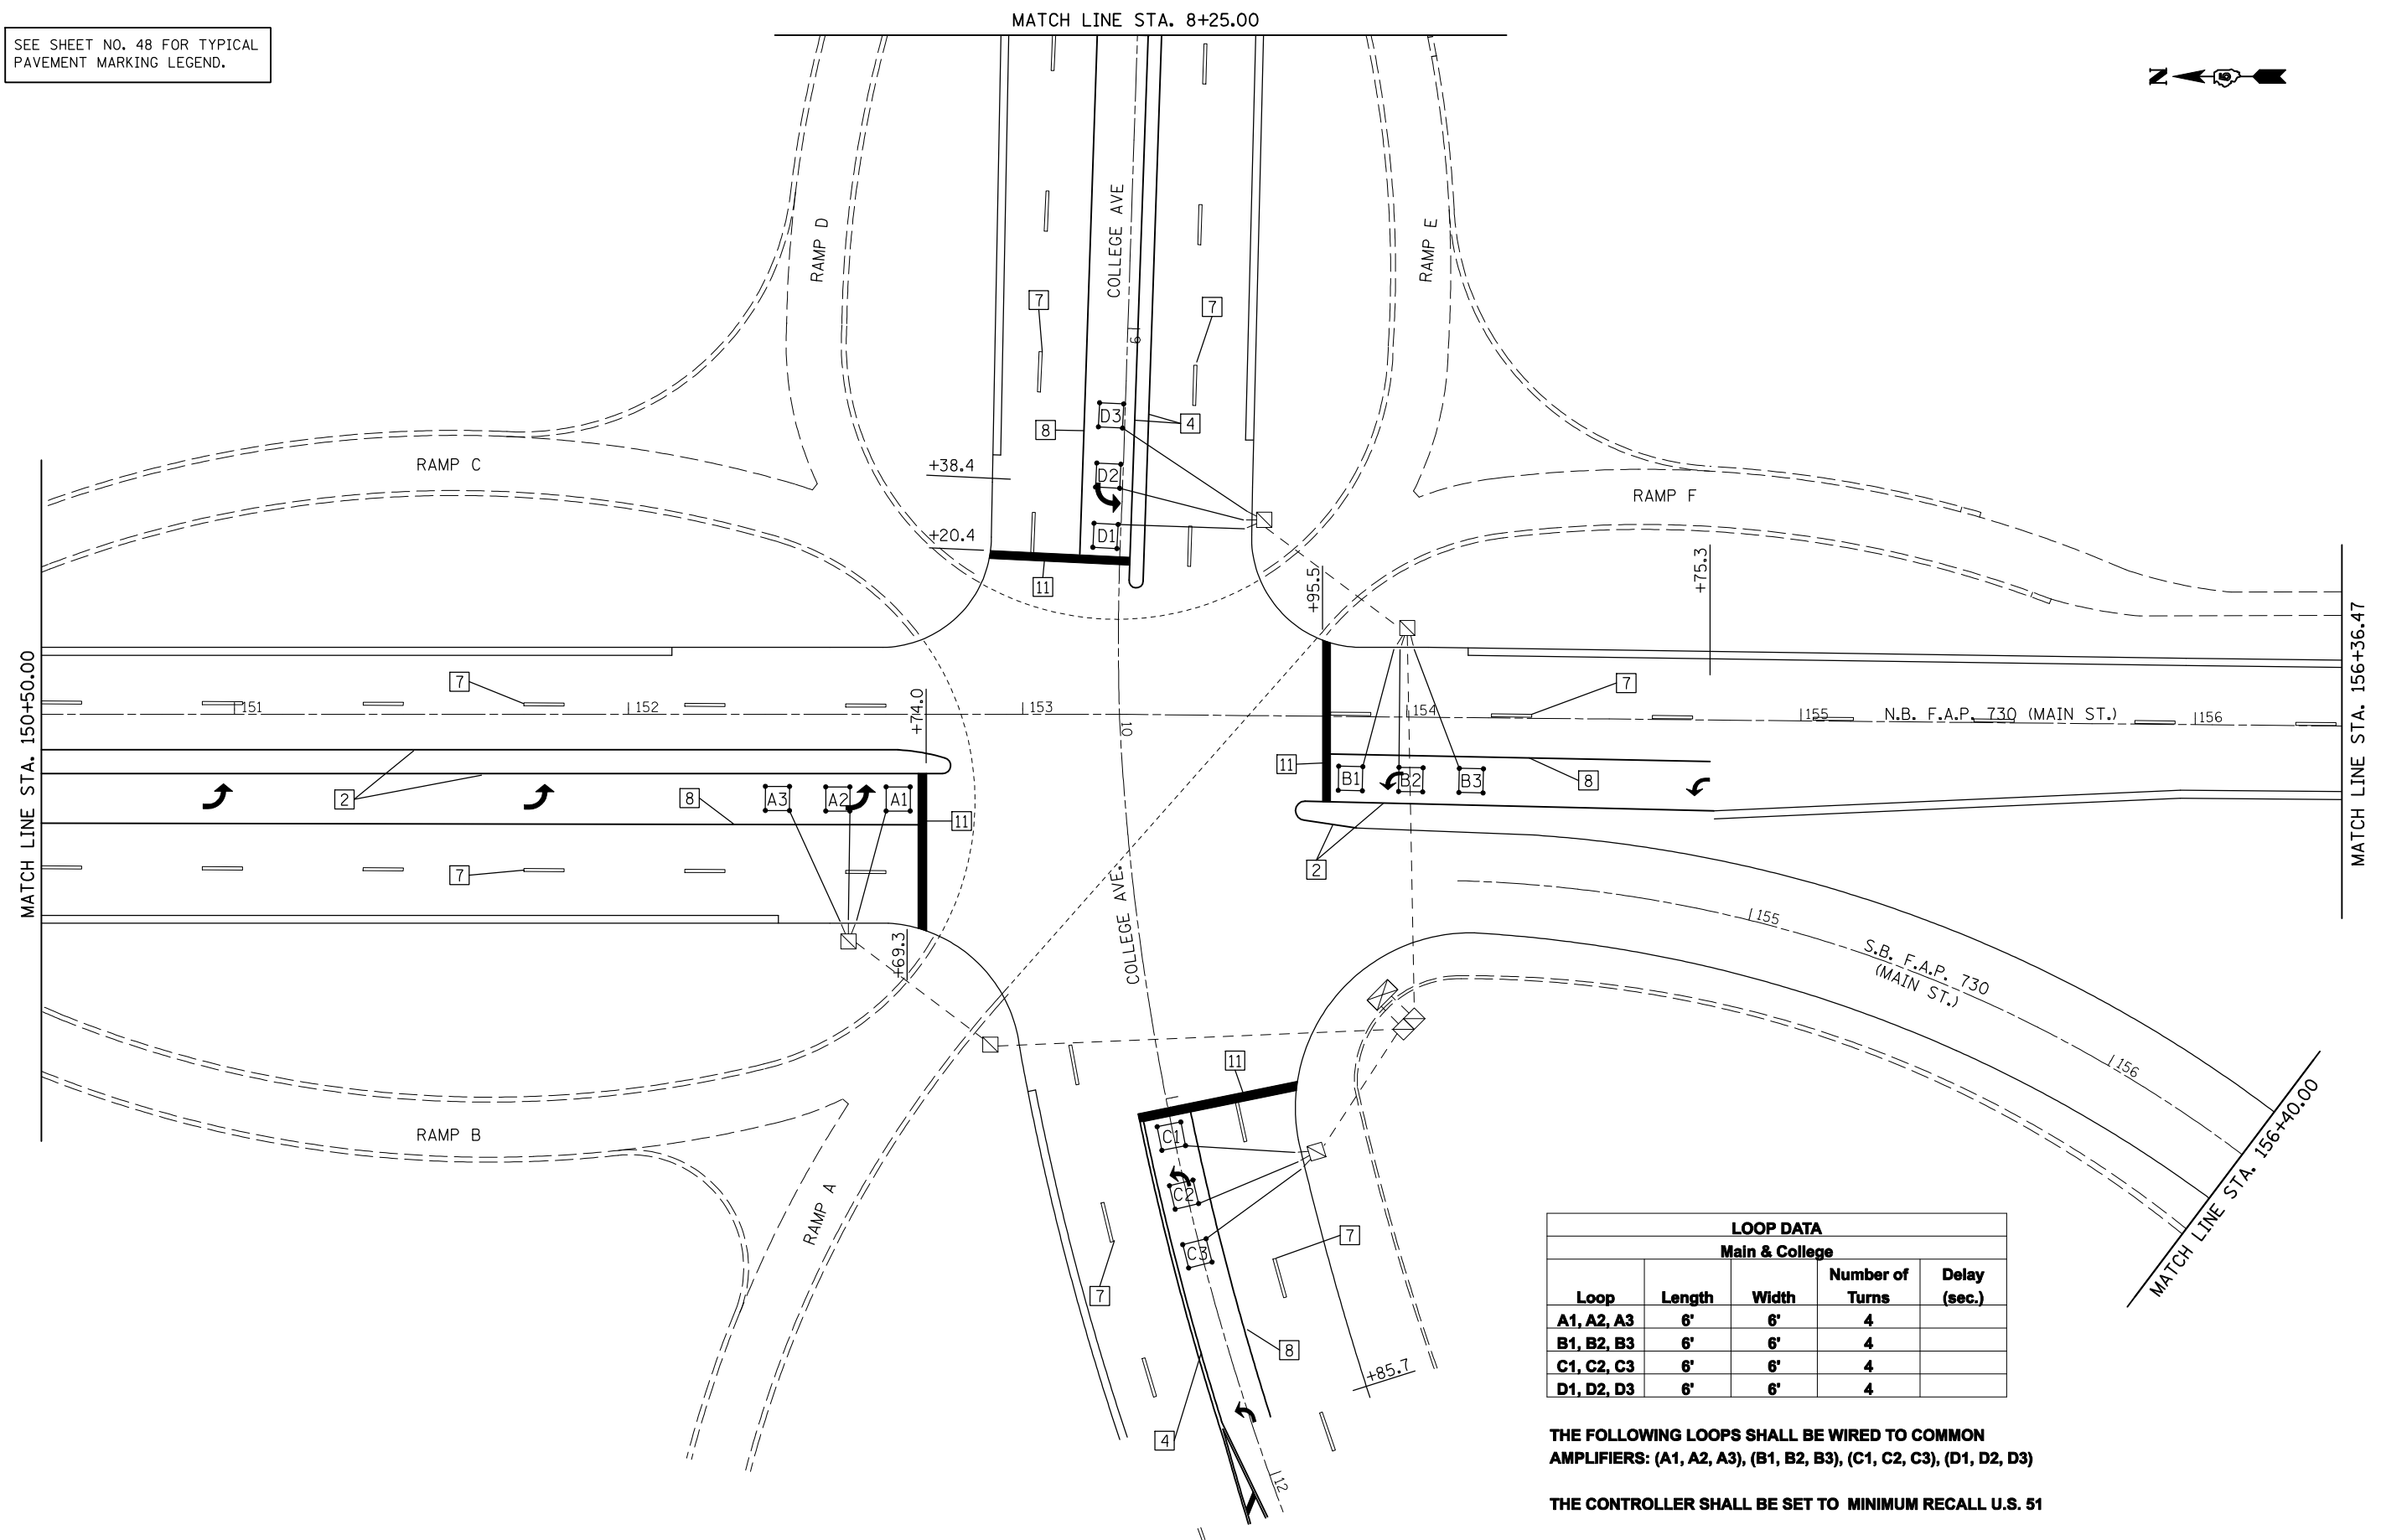 MATCH LINE STA. 8+25.00
SEE SHEET NO. 48 FOR TYPICAL
PAVEMENT MARKING LEGEND.
N
RAMP D
COLLEGE AVE
RAMP E
7
7
9
D3
4
8
RAMP C
+38.4
D2
RAMP F
+20.4
D1
11
+95.5
+75.3
MATCH LINE STA. 150+50.00
7
7
151
152
+74.0
153
10
154
155
N.B. F.A.P. 730 (MAIN ST.)
156
MATCH LINE STA. 156+36.47
11
B1
B2
B3
8
2
8
A3
A2
A1
11
7
2
+69.3
COLLEGE AVE.
155
S.B. F.A.P. 730
(MAIN ST.)
156
MATCH LINE STA. 156+40.00
11
RAMP B
C1
C2
C3
RAMP A
7
7
8
+85.7
4
12
LOOP DATA
Main & College
Loop Length Width Number of Turns Delay (sec.)
A1, A2, A3 6' 6' 4
B1, B2, B3 6' 6' 4
C1, C2, C3 6' 6' 4
D1, D2, D3 6' 6' 4
THE FOLLOWING LOOPS SHALL BE WIRED TO COMMON
AMPLIFIERS: (A1, A2, A3), (B1, B2, B3), (C1, C2, C3), (D1, D2, D3)
THE CONTROLLER SHALL BE SET TO MINIMUM RECALL U.S. 51